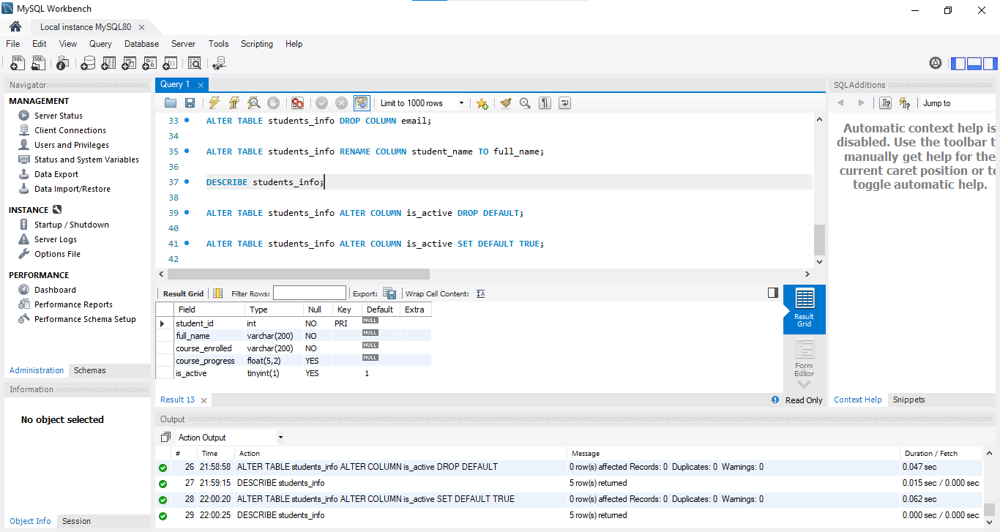 MySQL Workbench
Local instance MySQL80
File Edit View Query Database Server Tools Scripting Help
Navigator
MANAGEMENT
Server Status
Client Connections
Users and Privileges
Status and System Variables
Data Export
Data Import/Restore
INSTANCE
Startup / Shutdown
Server Logs
Options File
PERFORMANCE
Dashboard
Performance Reports
Performance Schema Setup
Administration Schemas
Information
No object selected
Object Info Session
Query 1
Limit to 1000 rows
33 ALTER TABLE students_info DROP COLUMN email;
34
35 ALTER TABLE students_info RENAME COLUMN student_name TO full_name;
36
37 DESCRIBE students_info;
38
39 ALTER TABLE students_info ALTER COLUMN is_active DROP DEFAULT;
40
41 ALTER TABLE students_info ALTER COLUMN is_active SET DEFAULT TRUE;
42
Result Grid Filter Rows: Export: Wrap Cell Content:
Field Type Null Key Default Extra
student_id int NO PRI NULL
full_name varchar(200) NO NULL
course_enrolled varchar(200) NO NULL
course_progress float(5,2) YES NULL
is_active tinyint(1) YES 1
Result
Grid
Form
Editor
Result 13
Read Only
SQLAdditions
Jump to
Automatic context help is
disabled. Use the toolbar t
manually get help for the
current caret position or to
toggle automatic help.
Context Help Snippets
Output
Action Output
# Time Action Message Duration / Fetch
26 21:58:58 ALTER TABLE students_info ALTER COLUMN is_active DROP DEFAULT 0 row(s) affected Records: 0 Duplicates: 0 Warnings: 0 0.047 sec
27 21:59:15 DESCRIBE students_info 5 row(s) returned 0.015 sec / 0.000 sec
28 22:00:20 ALTER TABLE students_info ALTER COLUMN is_active SET DEFAULT TRUE 0 row(s) affected Records: 0 Duplicates: 0 Warnings: 0 0.062 sec
29 22:00:25 DESCRIBE students_info 5 row(s) returned 0.000 sec / 0.000 sec